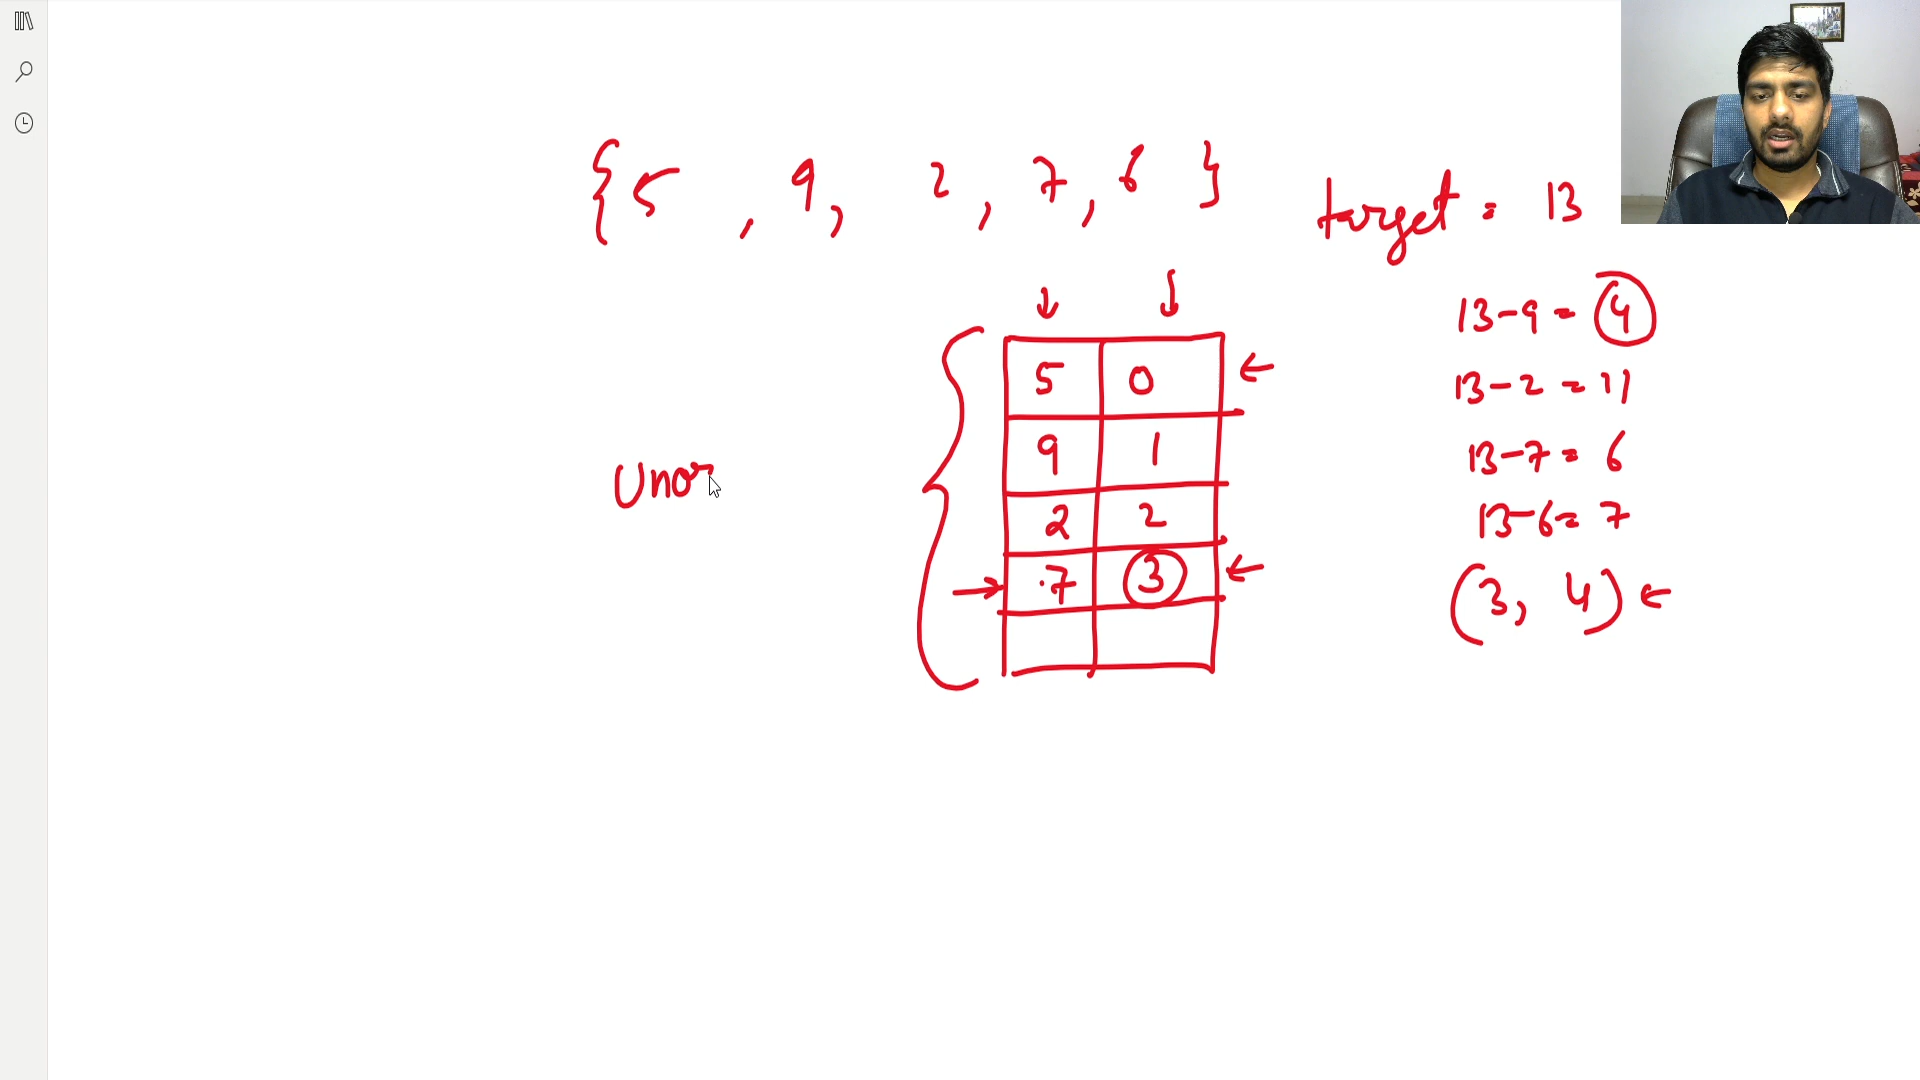 {5 , 9, 2, 7, 6 }
target = 13
13-9 = 4
13-2 = 11
13-7 = 6
13-6 = 7
(3, 4) ←
↓ ↓
5 0 ←
9 1
2 2
→ 7 3 ←
Unor